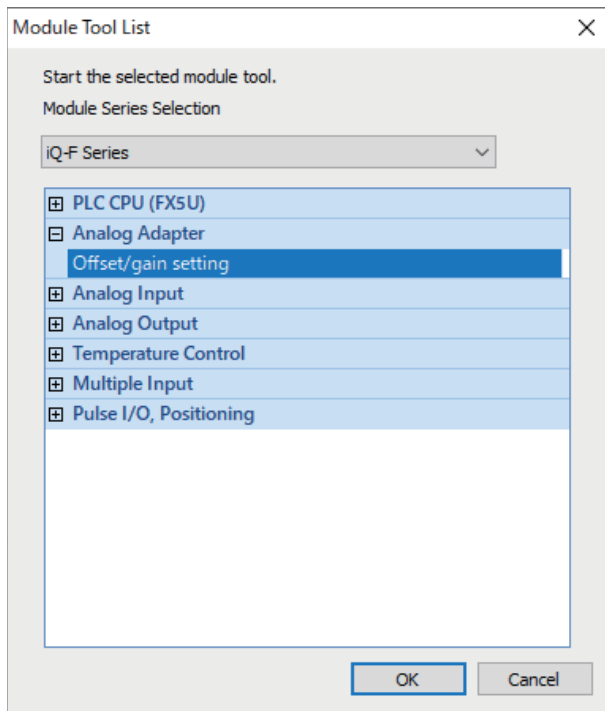 Module Tool List
Start the selected module tool.
Module Series Selection
iQ-F Series
PLC CPU (FX5U)
Analog Adapter
Offset/gain setting
Analog Input
Analog Output
Temperature Control
Multiple Input
Pulse I/O, Positioning
OK Cancel